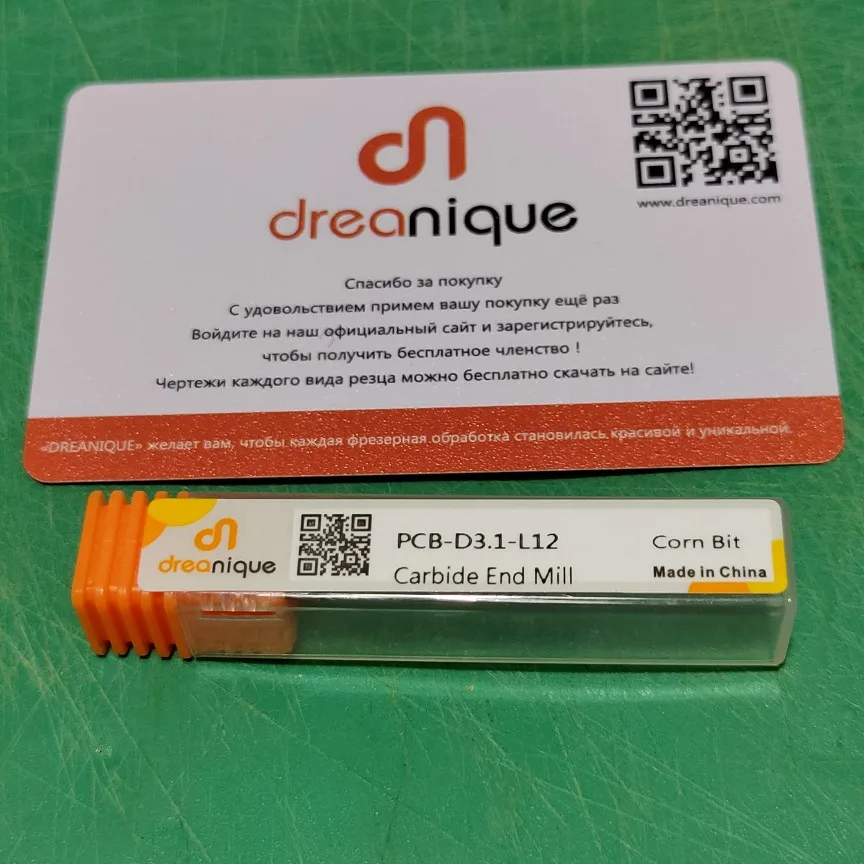 dreanique
www.dreanique.com
Спасибо за покупку
С удовольствием примем вашу покупку ещё раз
Войдите на наш официальный сайт и зарегистрируйтесь,
чтобы получить бесплатное членство !
Чертежи каждого вида резца можно бесплатно скачать на сайте!
«DREANIQUE» желает вам, чтобы каждая фрезерная обработка становилась красивой и уникальной.
dreanique
PCB-D3.1-L12
Corn Bit
Carbide End Mill
Made in China